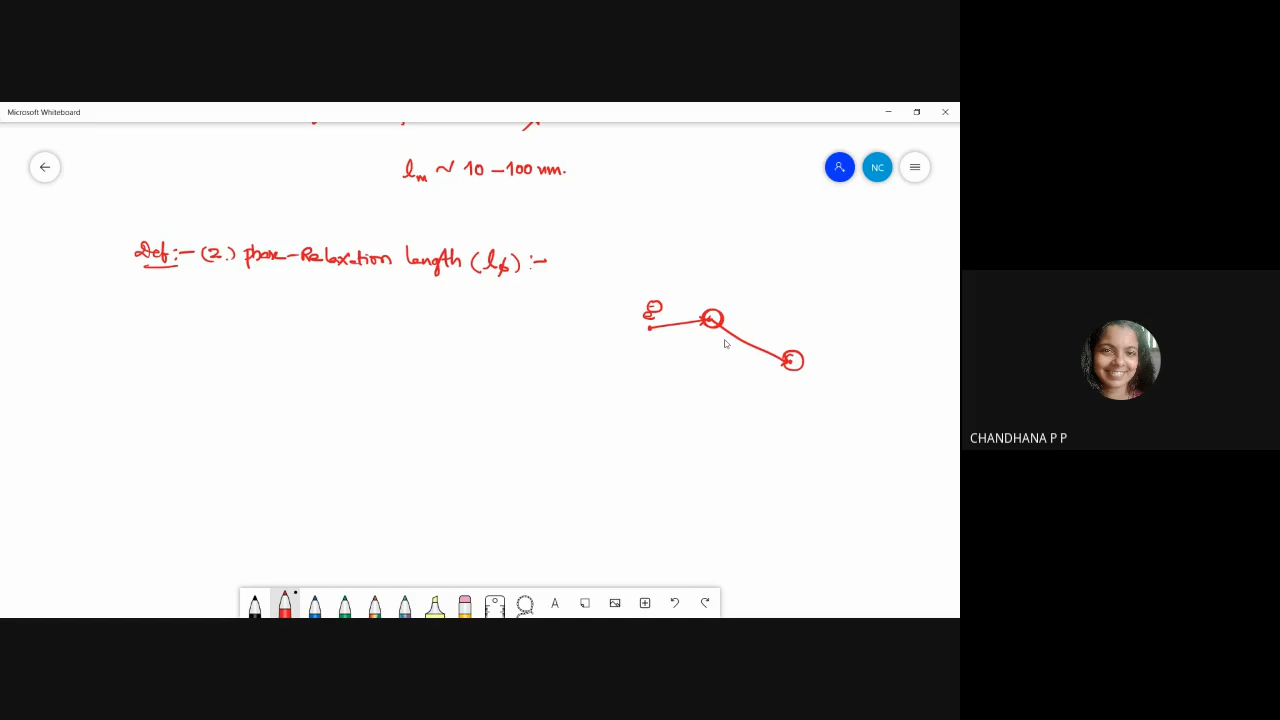 Microsoft Whiteboard
lm ~ 10 - 100 nm.
NC
Def:- (2.) phase-Relaxation length (lϕ) :-
e⊖
CHANDHANA P P
A